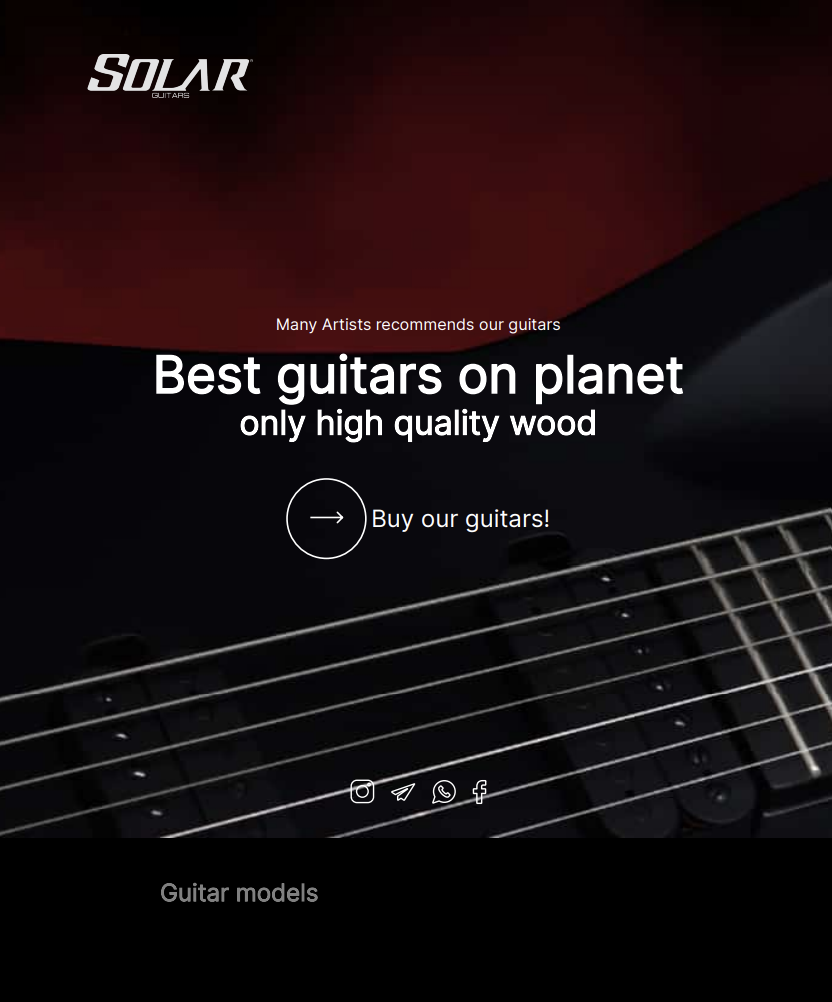 SOLAR
GUITARS
Many Artists recommends our guitars
Best guitars on planet
only high quality wood
Buy our guitars!
Guitar models